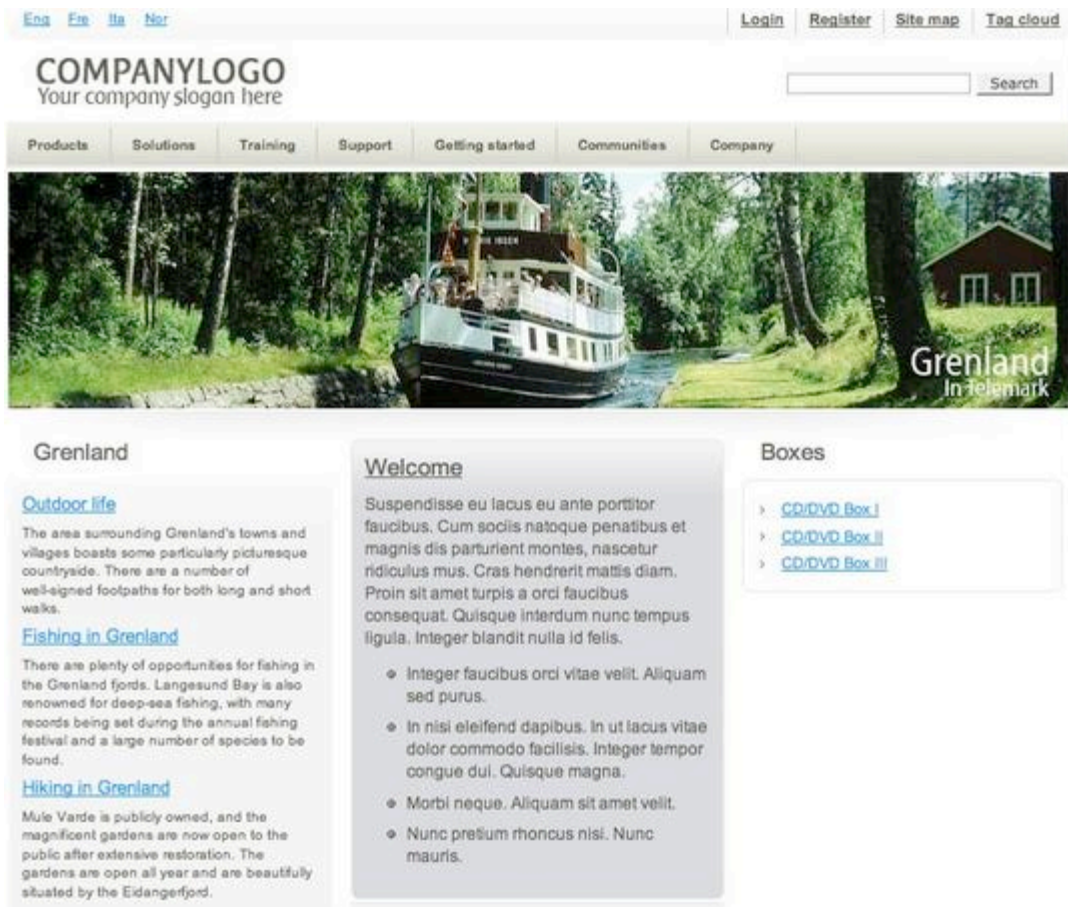 Eng Fre Ita Nor
Login Register Site map Tag cloud
COMPANYLOGO
Your company slogan here
Search
Products Solutions Training Support Getting started Communities Company
Grenland
In Telemark
Grenland
Outdoor life
The area surrounding Grenland's towns and
villages boasts some particularly picturesque
countryside. There are a number of
well-signed footpaths for both long and short
walks.
Fishing in Grenland
There are plenty of opportunities for fishing in
the Grenland fjords. Langesund Bay is also
renowned for deep-sea fishing, with many
records being set during the annual fishing
festival and a large number of species to be
found.
Hiking in Grenland
Mule Varde is publicly owned, and the
magnificent gardens are now open to the
public after extensive restoration. The
gardens are open all year and are beautifully
situated by the Eidangerfjord.
Welcome
Suspendisse eu lacus eu ante porttitor
faucibus. Cum sociis natoque penatibus et
magnis dis parturient montes, nascetur
ridiculus mus. Cras hendrerit mattis diam.
Proin sit amet turpis a orci faucibus
consequat. Quisque interdum nunc tempus
ligula. Integer blandit nulla id felis.
Integer faucibus orci vitae velit. Aliquam
sed purus.
In nisi eleifend dapibus. In ut lacus vitae
dolor commodo facilisis. Integer tempor
congue dui. Quisque magna.
Morbi neque. Aliquam sit amet velit.
Nunc pretium rhoncus nisi. Nunc
mauris.
Boxes
CD/DVD Box I
CD/DVD Box II
CD/DVD Box III